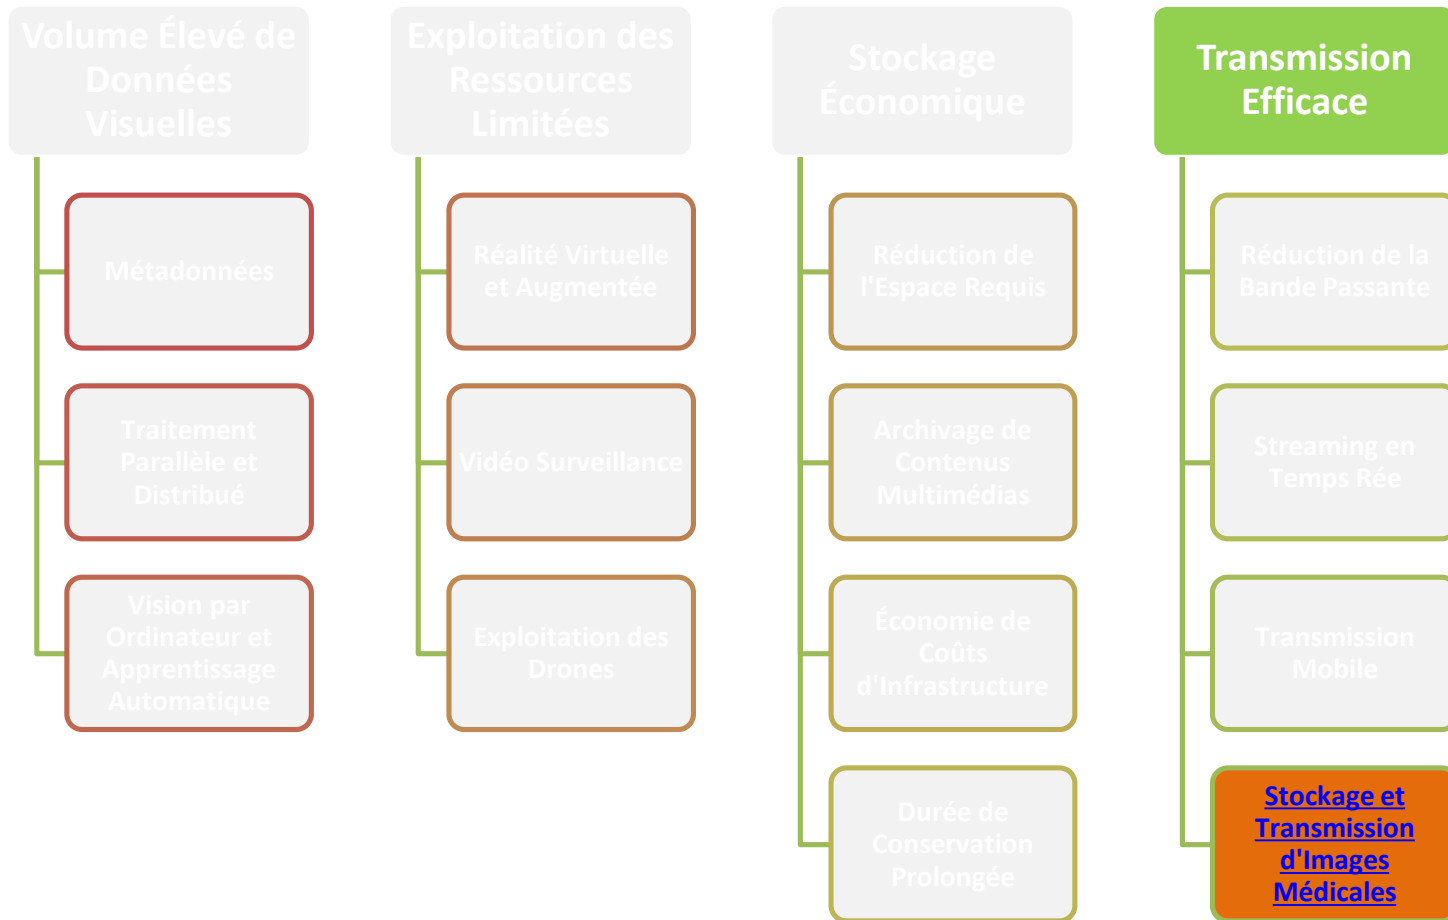 Volume Élevé de
Données
Visuelles
Métadonnées
Traitement
Parallèle et
Distribué
Vision par
Ordinateur et
Apprentissage
Automatique
Exploitation des
Ressources
Limitées
Réalité Virtuelle
et Augmentée
Vidéo Surveillance
Exploitation des
Drones
Stockage
Économique
Réduction de
l'Espace Requis
Archivage de
Contenus
Multimédias
Économie de
Coûts
d'Infrastructure
Durée de
Conservation
Prolongée
Transmission
Efficace
Réduction de la
Bande Passante
Streaming en
Temps Rée
Transmission
Mobile
Stockage et
Transmission
d'Images
Médicales